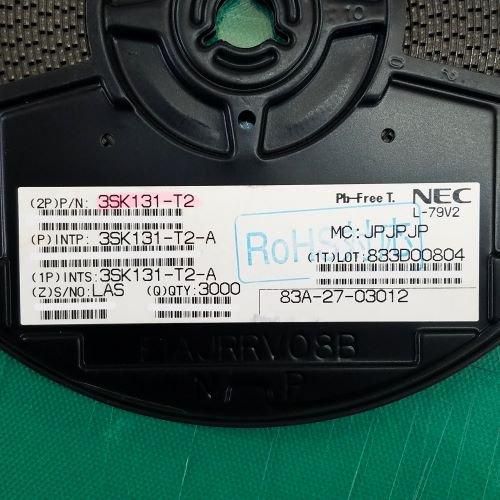 (2P)P/N: 3SK131-T2
Pb-Free T. NEC
L-79V2
(P)INTP: 3SK131-T2-A
MC: JPJPJP
RoHS
(1T)LOT: 833D00804
(1P)INTS: 3SK131-T2-A
(Z)S/NO: LAS (Q)QTY: 3000
83A-27-03012